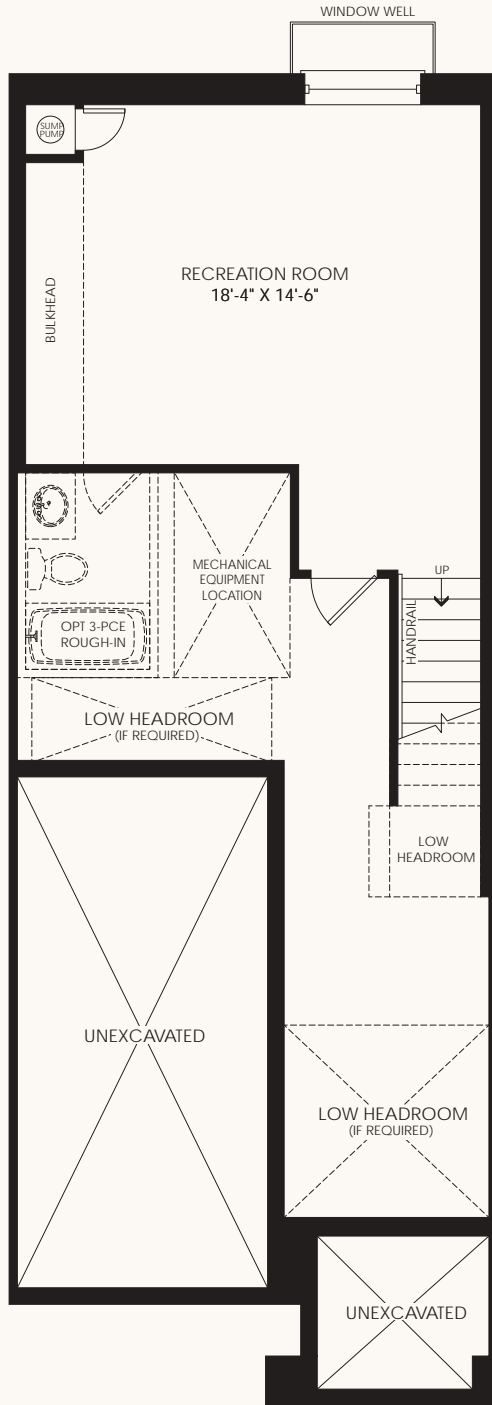 WINDOW WELL
SUMP
PUMP
BULKHEAD
RECREATION ROOM
18'-4" X 14'-6"
MECHANICAL
EQUIPMENT
LOCATION
UP
HANDRAIL
OPT 3-PCE
ROUGH-IN
LOW HEADROOM
(IF REQUIRED)
LOW
HEADROOM
UNEXCAVATED
LOW HEADROOM
(IF REQUIRED)
UNEXCAVATED